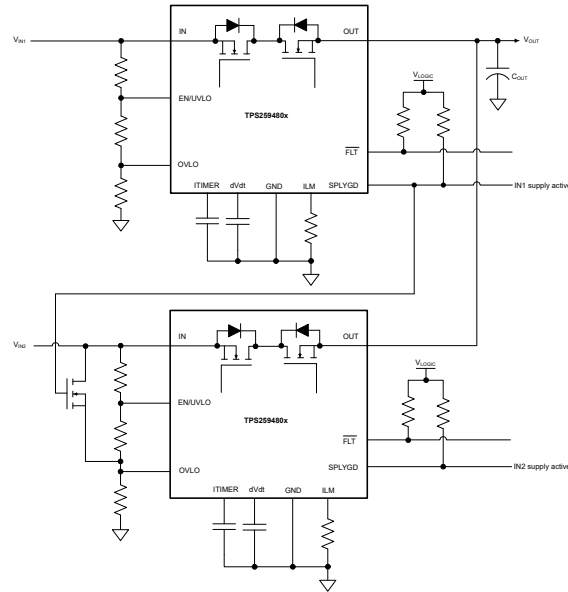 IN
OUT
VIN1
VOUT
VLOGIC
COUT
EN/UVLO
TPS259480x
FLT
OVLO
ITIMER
dVdt
GND
ILM
SPLYGD
IN1 supply active
IN
OUT
VIN2
VLOGIC
EN/UVLO
TPS259480x
FLT
OVLO
SPLYGD
IN2 supply active
ITIMER
dVdt
GND
ILM